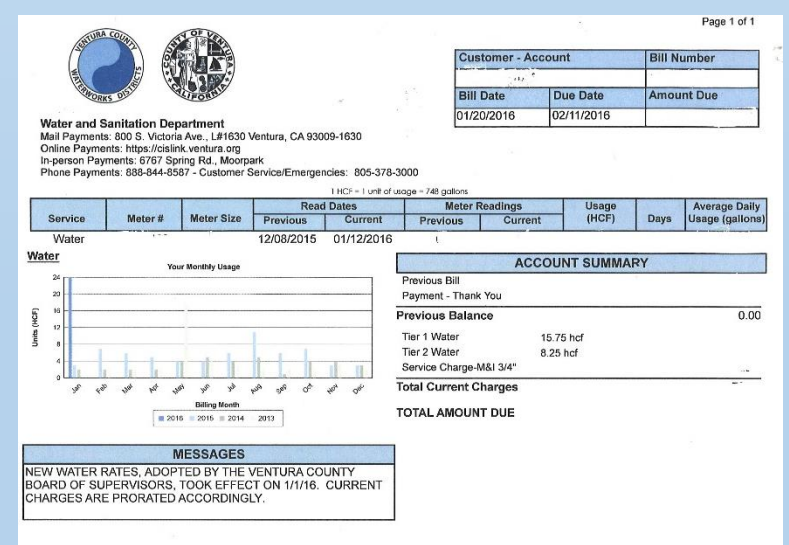 Page 1 of 1
VENTURA COUNTY
WATERWORKS DISTRICTS
COUNTY OF VENTURA
CALIFORNIA
Customer - Account
Bill Number
Bill Date
Due Date
Amount Due
01/20/2016
02/11/2016
Water and Sanitation Department
Mail Payments: 800 S. Victoria Ave., L#1630 Ventura, CA 93009-1630
Online Payments: https://cislink.ventura.org
In-person Payments: 6767 Spring Rd., Moorpark
Phone Payments: 888-844-8587 - Customer Service/Emergencies: 805-378-3000
1 HCF = 1 unit of usage = 748 gallons
Service
Meter #
Meter Size
Read Dates
Previous
Current
Meter Readings
Previous
Current
Usage
(HCF)
Days
Average Daily
Usage (gallons)
Water
12/08/2015
01/12/2016
Water
Your Monthly Usage
Units (HCF)
24
20
16
12
8
4
0
Jan
Feb
Mar
Apr
May
Jun
Jul
Aug
Sep
Oct
Nov
Dec
Billing Month
2016
2015
2014
2013
ACCOUNT SUMMARY
Previous Bill
Payment - Thank You
Previous Balance 0.00
Tier 1 Water 15.75 hcf
Tier 2 Water 8.25 hcf
Service Charge-M&I 3/4"
Total Current Charges
TOTAL AMOUNT DUE
MESSAGES
NEW WATER RATES, ADOPTED BY THE VENTURA COUNTY
BOARD OF SUPERVISORS, TOOK EFFECT ON 1/1/16. CURRENT
CHARGES ARE PRORATED ACCORDINGLY.